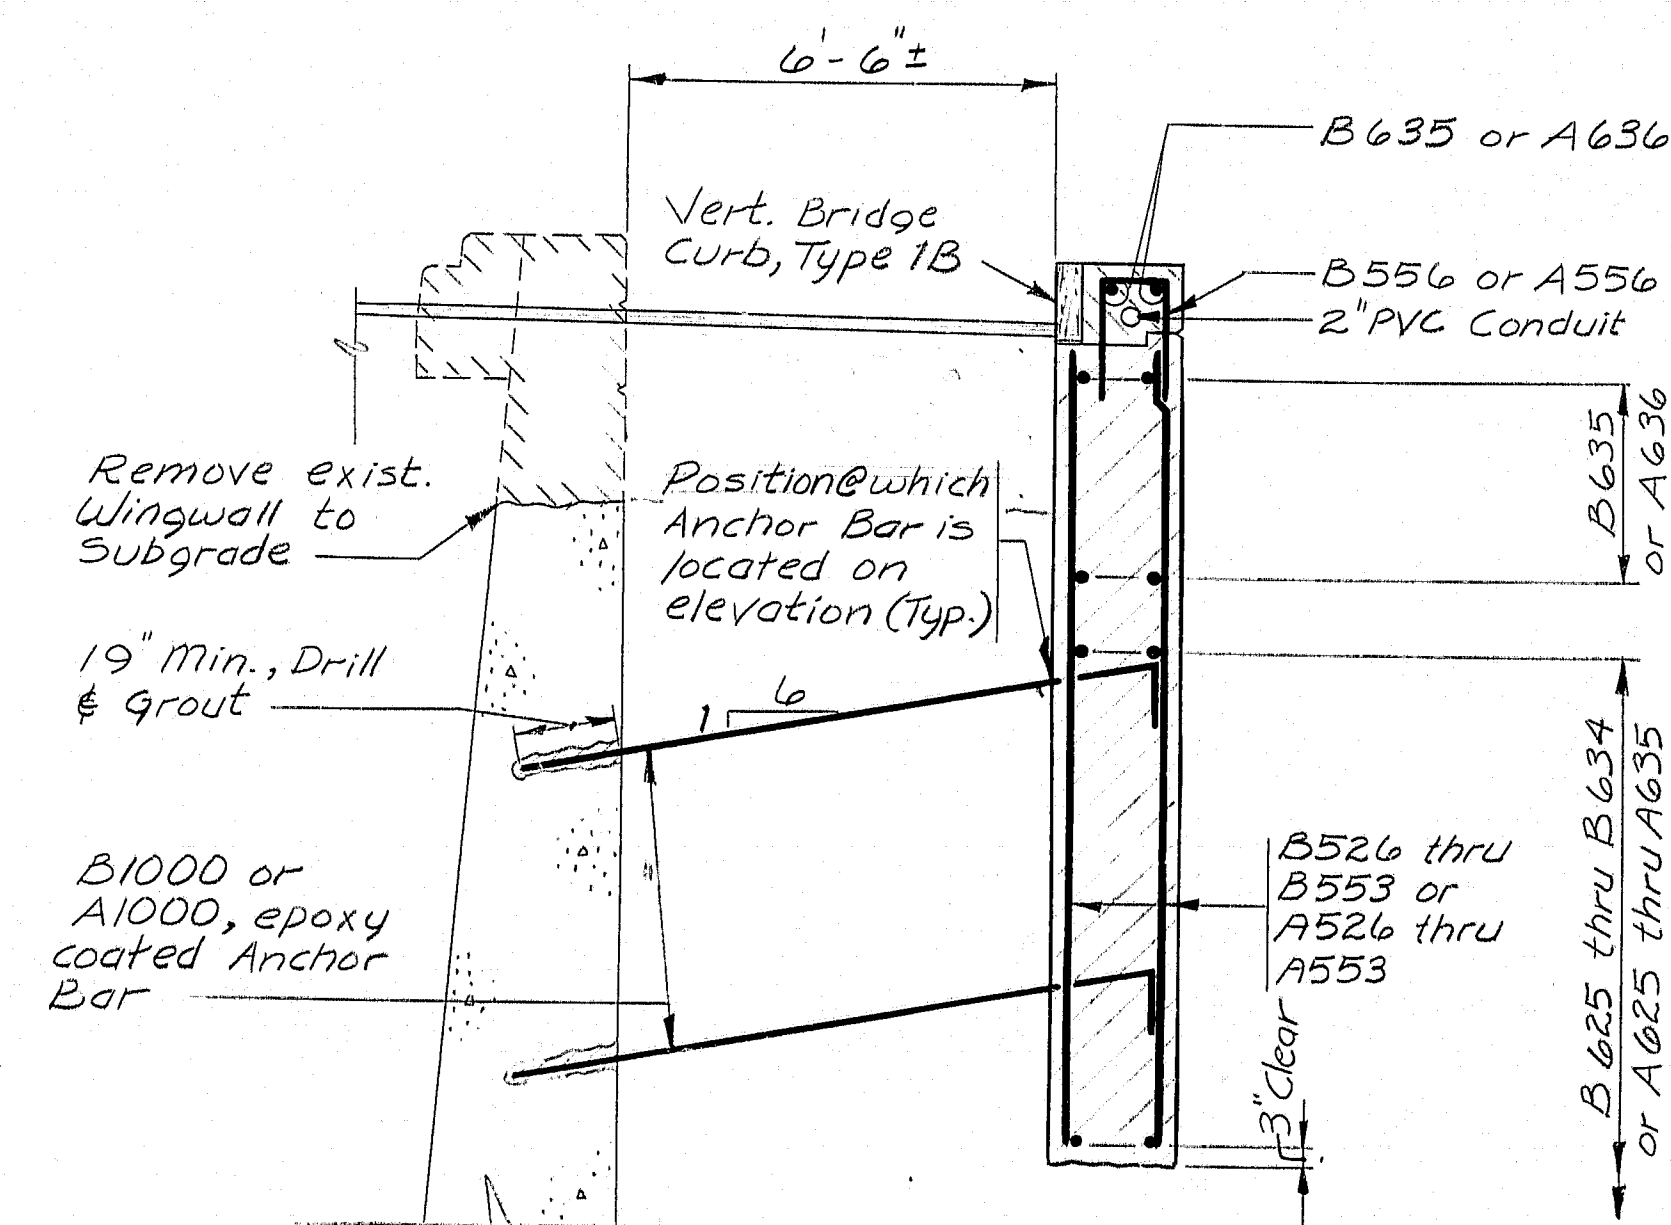 6'-6"±
B635 or A636
Vert. Bridge
Curb, Type 1B
B556 or A556
2" PVC Conduit
Remove exist.
Wingwall to
Subgrade
Position@which
Anchor Bar is
located on
elevation (Typ.)
B635
or A636
19" Min., Drill
& Grout
1
6
B1000 or
A1000, epoxy
coated Anchor
Bar
B526 thru
B553 or
A526 thru
A553
B625 thru B634
or A625 thru A635
3" Clear